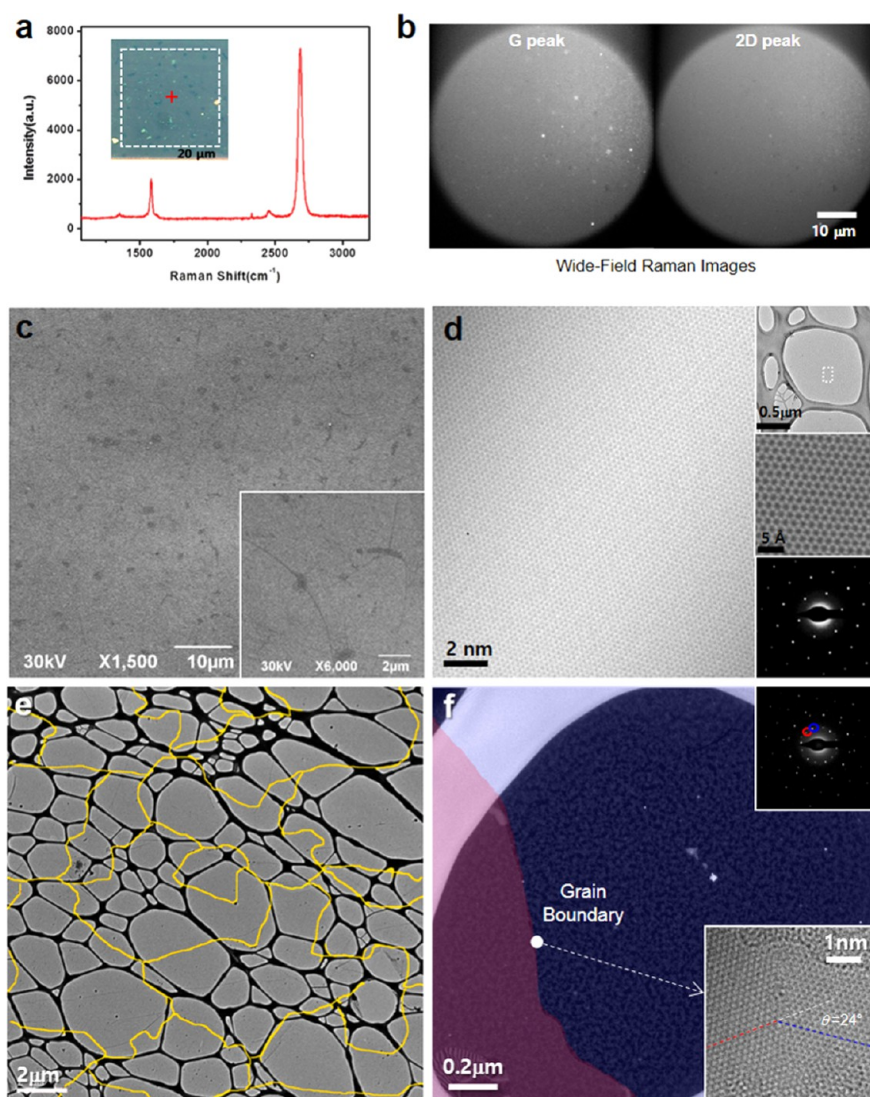 a
8000
6000
4000
2000
0
Intensity(a.u.)
20 μm
1500
2000
2500
3000
Raman Shift(cm⁻¹)
b
G peak
2D peak
10 μm
Wide-Field Raman Images
c
30kV X1,500 10μm
30kV X6,000 2μm
d
2 nm
0.5μm
5 Å
e
2μm
f
Grain
Boundary
1nm
θ=24°
0.2μm